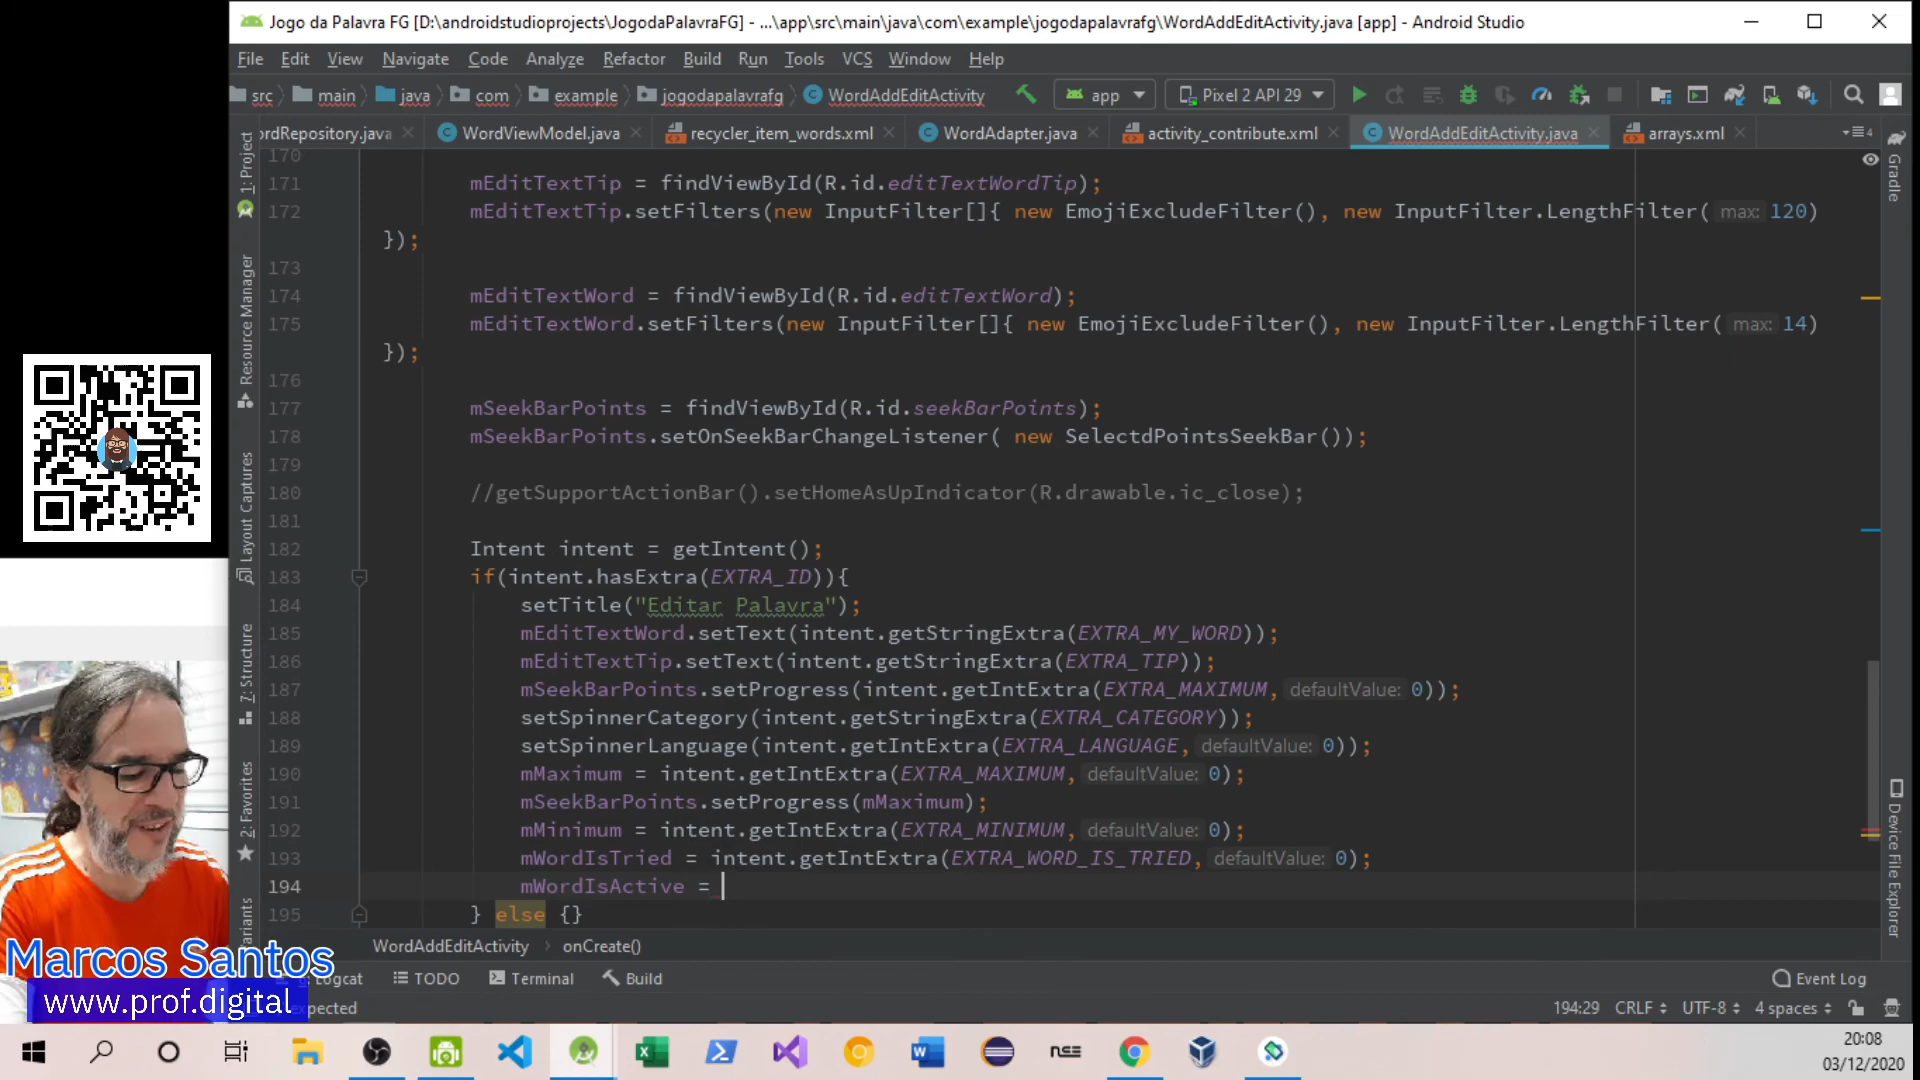 Jogo da Palavra FG [D:\androidstudioprojects\JogodaPalavraFG] - ...\app\src\main\java\com\example\jogodapalavrafg\WordAddEditActivity.java [app] - Android Studio
File Edit View Navigate Code Analyze Refactor Build Run Tools VCS Window Help
src main java com example jogodapalavrafg WordAddEditActivity app Pixel 2 API 29
ordRepository.java WordViewModel.java recycler_item_words.xml WordAdapter.java activity_contribute.xml WordAddEditActivity.java arrays.xml 4
1: Project
Resource Manager
Layout Captures
7: Structure
2: Favorites
ariants
Gradle
Device File Explorer
170
171 mEditTextTip = findViewById(R.id.editTextWordTip);
172 mEditTextTip.setFilters(new InputFilter[]{ new EmojiExcludeFilter(), new InputFilter.LengthFilter( max: 120)
});
173
174 mEditTextWord = findViewById(R.id.editTextWord);
175 mEditTextWord.setFilters(new InputFilter[]{ new EmojiExcludeFilter(), new InputFilter.LengthFilter( max: 14)
});
176
177 mSeekBarPoints = findViewById(R.id.seekBarPoints);
178 mSeekBarPoints.setOnSeekBarChangeListener( new SelectdPointsSeekBar());
179
180 //getSupportActionBar().setHomeAsUpIndicator(R.drawable.ic_close);
181
182 Intent intent = getIntent();
183 if(intent.hasExtra(EXTRA_ID)){
184 setTitle("Editar Palavra");
185 mEditTextWord.setText(intent.getStringExtra(EXTRA_MY_WORD));
186 mEditTextTip.setText(intent.getStringExtra(EXTRA_TIP));
187 mSeekBarPoints.setProgress(intent.getIntExtra(EXTRA_MAXIMUM, defaultValue: 0));
188 setSpinnerCategory(intent.getStringExtra(EXTRA_CATEGORY));
189 setSpinnerLanguage(intent.getIntExtra(EXTRA_LANGUAGE, defaultValue: 0));
190 mMaximum = intent.getIntExtra(EXTRA_MAXIMUM, defaultValue: 0);
191 mSeekBarPoints.setProgress(mMaximum);
192 mMinimum = intent.getIntExtra(EXTRA_MINIMUM, defaultValue: 0);
193 mWordIsTried = intent.getIntExtra(EXTRA_WORD_IS_TRIED, defaultValue: 0);
194 mWordIsActive =
195 } else {}
WordAddEditActivity onCreate()
Marcos Santos
www.prof.digital
Logcat TODO Terminal Build Event Log
expected 194:29 CRLF UTF-8 4 spaces
NSE
20:08
03/12/2020